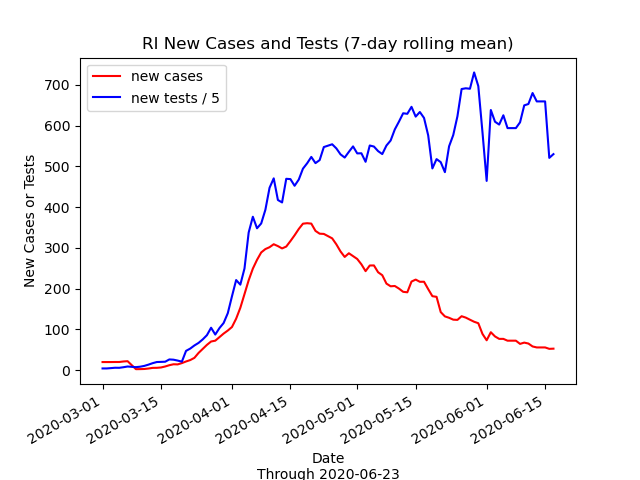 RI New Cases and Tests (7-day rolling mean)
new cases
new tests / 5
New Cases or Tests
700
600
500
400
300
200
100
0
2020-03-01
2020-03-15
2020-04-01
2020-04-15
2020-05-01
2020-05-15
2020-06-01
2020-06-15
Date
Through 2020-06-23